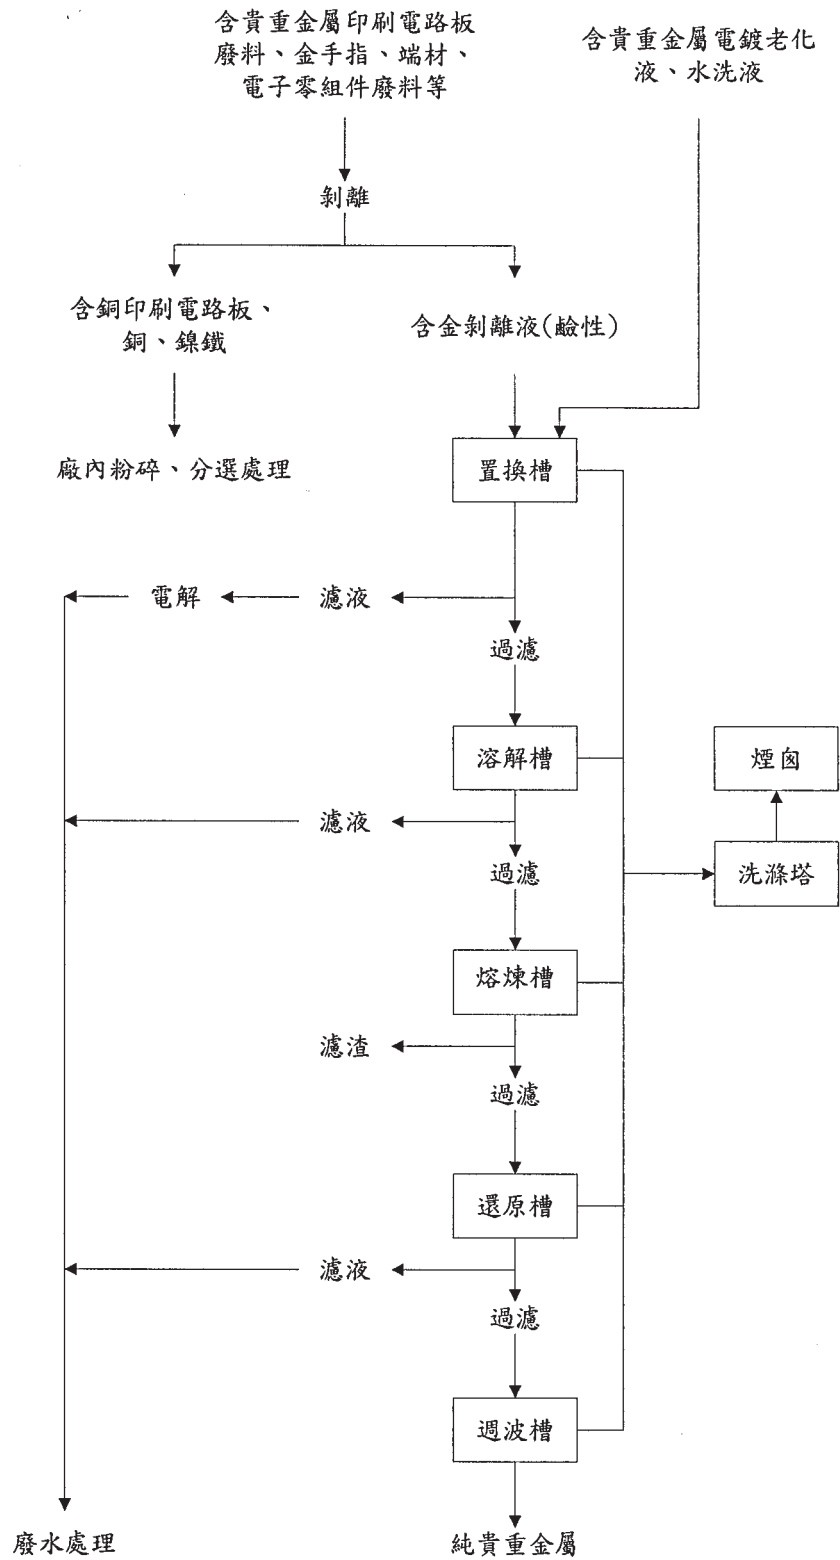 含貴重金屬印刷電路板
廢料、金手指、端材、
電子零組件廢料等
含貴重金屬電鍍老化
液、水洗液
剝離
含銅印刷電路板、
銅、鎳鐵
含金剝離液(鹼性)
廠內粉碎、分選處理
置換槽
電解
濾液
過濾
溶解槽
煙囪
濾液
過濾
洗滌塔
熔煉槽
濾渣
過濾
還原槽
濾液
過濾
週波槽
廢水處理
純貴重金屬